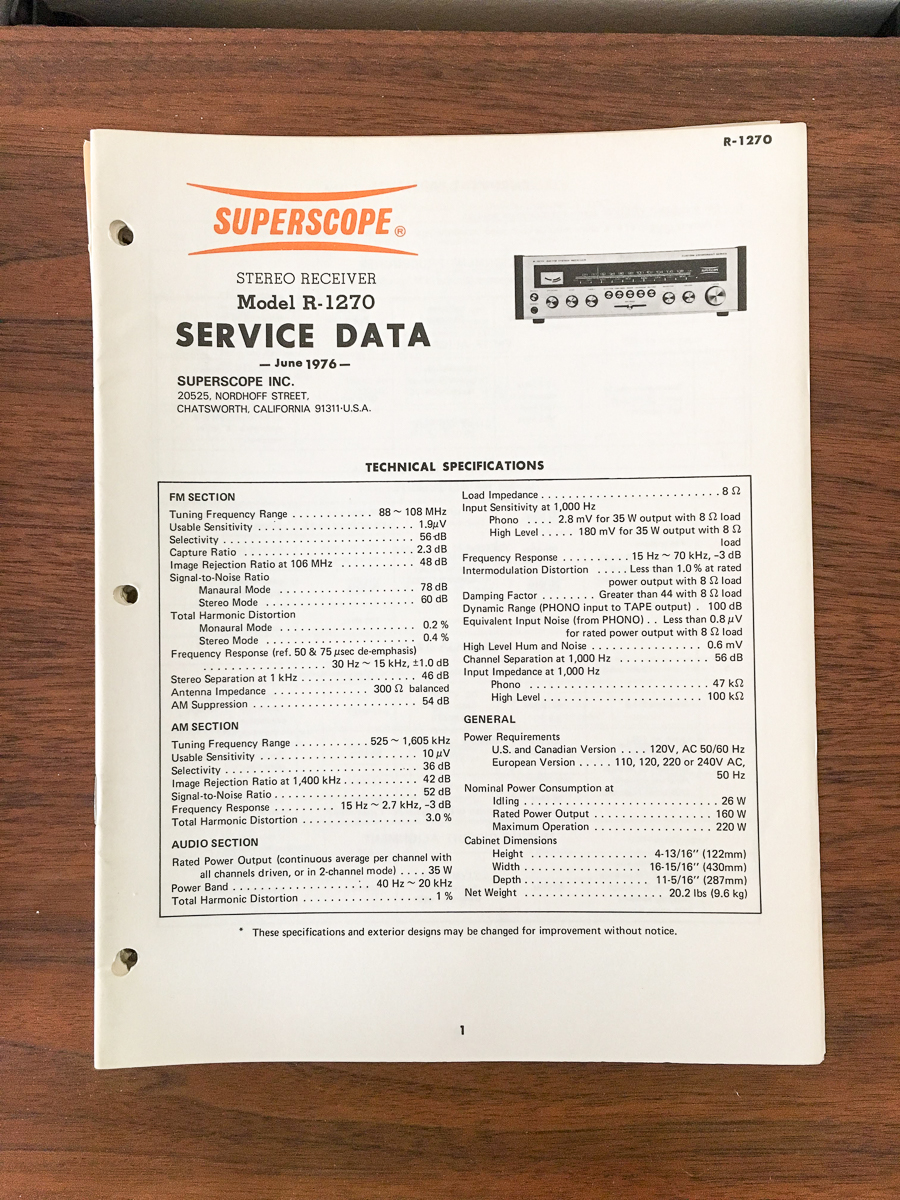 R-1270
SUPERSCOPE®
STEREO RECEIVER
Model R-1270
SERVICE DATA
— June 1976 —
SUPERSCOPE INC.
20525, NORDHOFF STREET,
CHATSWORTH, CALIFORNIA 91311·U.S.A.
TECHNICAL SPECIFICATIONS
FM SECTION
Tuning Frequency Range . . . . . . . . . . . . 88 ~ 108 MHz
Usable Sensitivity . . . . . . . . . . . . . . . . . . . . . . . 1.9μV
Selectivity . . . . . . . . . . . . . . . . . . . . . . . . . . . . 56 dB
Capture Ratio . . . . . . . . . . . . . . . . . . . . . . . . . 2.3 dB
Image Rejection Ratio at 106 MHz . . . . . . . . . . . 48 dB
Signal-to-Noise Ratio
Manaural Mode . . . . . . . . . . . . . . . . . . . . 78 dB
Stereo Mode . . . . . . . . . . . . . . . . . . . . . . 60 dB
Total Harmonic Distortion
Monaural Mode . . . . . . . . . . . . . . . . . . . . . 0.2 %
Stereo Mode . . . . . . . . . . . . . . . . . . . . . . . 0.4 %
Frequency Response (ref. 50 & 75 μsec de-emphasis)
. . . . . . . . . . . . . . . . . . 30 Hz ~ 15 kHz, ±1.0 dB
Stereo Separation at 1 kHz . . . . . . . . . . . . . . . . . 46 dB
Antenna Impedance . . . . . . . . . . . . . . 300 Ω balanced
AM Suppression . . . . . . . . . . . . . . . . . . . . . . . . 54 dB
AM SECTION
Tuning Frequency Range . . . . . . . . . . . 525 ~ 1,605 kHz
Usable Sensitivity . . . . . . . . . . . . . . . . . . . . . . . 10 μV
Selectivity . . . . . . . . . . . . . . . . . . . . . . . . . . . . 36 dB
Image Rejection Ratio at 1,400 kHz . . . . . . . . . . . 42 dB
Signal-to-Noise Ratio . . . . . . . . . . . . . . . . . . . . . 52 dB
Frequency Response . . . . . . . . . 15 Hz ~ 2.7 kHz, –3 dB
Total Harmonic Distortion . . . . . . . . . . . . . . . . . 3.0 %
AUDIO SECTION
Rated Power Output (continuous average per channel with
all channels driven, or in 2-channel mode) . . . . 35 W
Power Band . . . . . . . . . . . . . . . . . . . . 40 Hz ~ 20 kHz
Total Harmonic Distortion . . . . . . . . . . . . . . . . . . . 1 %
Load Impedance . . . . . . . . . . . . . . . . . . . . . . . . . . 8 Ω
Input Sensitivity at 1,000 Hz
Phono . . . . 2.8 mV for 35 W output with 8 Ω load
High Level . . . . . 180 mV for 35 W output with 8 Ω
load
Frequency Response . . . . . . . . . . 15 Hz ~ 70 kHz, –3 dB
Intermodulation Distortion . . . . . Less than 1.0 % at rated
power output with 8 Ω load
Damping Factor . . . . . . . . Greater than 44 with 8 Ω load
Dynamic Range (PHONO input to TAPE output) . 100 dB
Equivalent Input Noise (from PHONO) . . Less than 0.8 μV
for rated power output with 8 Ω load
High Level Hum and Noise . . . . . . . . . . . . . . . . 0.6 mV
Channel Separation at 1,000 Hz . . . . . . . . . . . . . 56 dB
Input Impedance at 1,000 Hz
Phono . . . . . . . . . . . . . . . . . . . . . . . . . . . 47 kΩ
High Level . . . . . . . . . . . . . . . . . . . . . . . 100 kΩ
GENERAL
Power Requirements
U.S. and Canadian Version . . . . 120V, AC 50/60 Hz
European Version . . . . . 110, 120, 220 or 240V AC,
50 Hz
Nominal Power Consumption at
Idling . . . . . . . . . . . . . . . . . . . . . . . . . . . . 26 W
Rated Power Output . . . . . . . . . . . . . . . . . 160 W
Maximum Operation . . . . . . . . . . . . . . . . . 220 W
Cabinet Dimensions
Height . . . . . . . . . . . . . . . . . 4-13/16" (122mm)
Width . . . . . . . . . . . . . . . . . 16-15/16" (430mm)
Depth . . . . . . . . . . . . . . . . . . 11-5/16" (287mm)
Net Weight . . . . . . . . . . . . . . . . . . . . 20.2 lbs (9.6 kg)
* These specifications and exterior designs may be changed for improvement without notice.
1